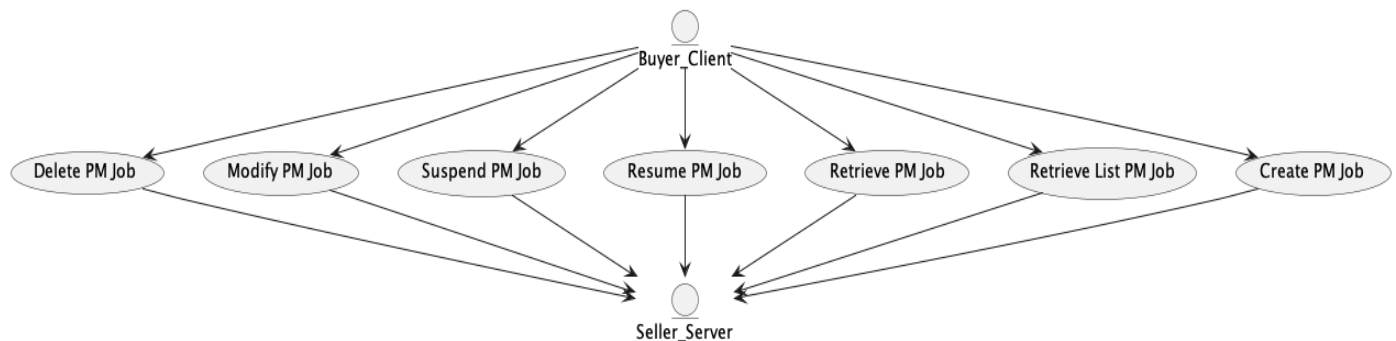 Buyer_Client
Delete PM Job
Modify PM Job
Suspend PM Job
Resume PM Job
Retrieve PM Job
Retrieve List PM Job
Create PM Job
Seller_Server